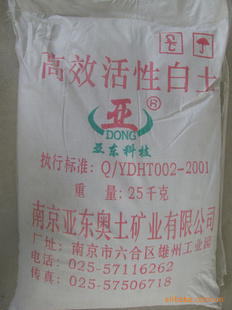 高效活性白土
亚®
DONG
亚东科技
执行标准：Q/YDHT002-2001
重量：25千克
南京亚东奥土矿业有限公司
厂址：南京市六合区雄州工业园
电话：025-57116262
传真：025-57506718